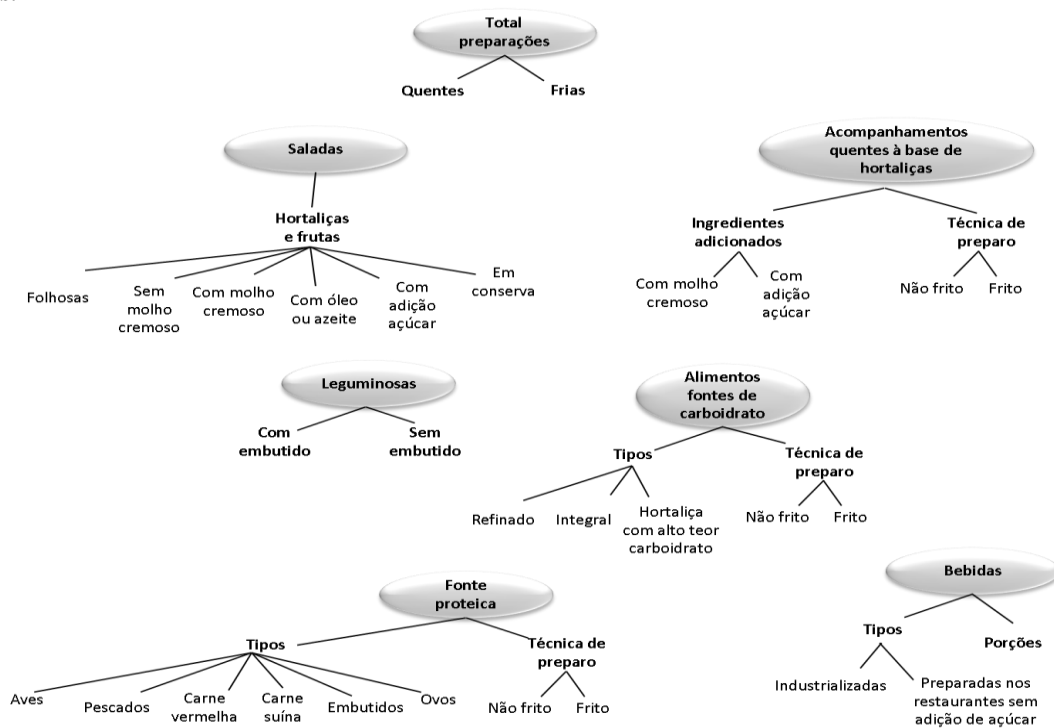 Total
preparações
Quentes
Frias
Saladas
Hortaliças
e frutas
Folhosas
Sem
molho
cremoso
Com molho
cremoso
Com óleo
ou azeite
Com
adição
açúcar
Em
conserva
Acompanhamentos
quentes à base de
hortaliças
Ingredientes
adicionados
Técnica de
preparo
Com molho
cremoso
Com
adição
açúcar
Não frito
Frito
Leguminosas
Com
embutido
Sem
embutido
Alimentos
fontes de
carboidrato
Tipos
Técnica de
preparo
Refinado
Integral
Hortaliça
com alto teor
carboidrato
Não frito
Frito
Fonte
proteica
Tipos
Técnica de
preparo
Aves
Pescados
Carne
vermelha
Carne
suína
Embutidos
Ovos
Não frito
Frito
Bebidas
Tipos
Porções
Industrializadas
Preparadas nos
restaurantes sem
adição de açúcar